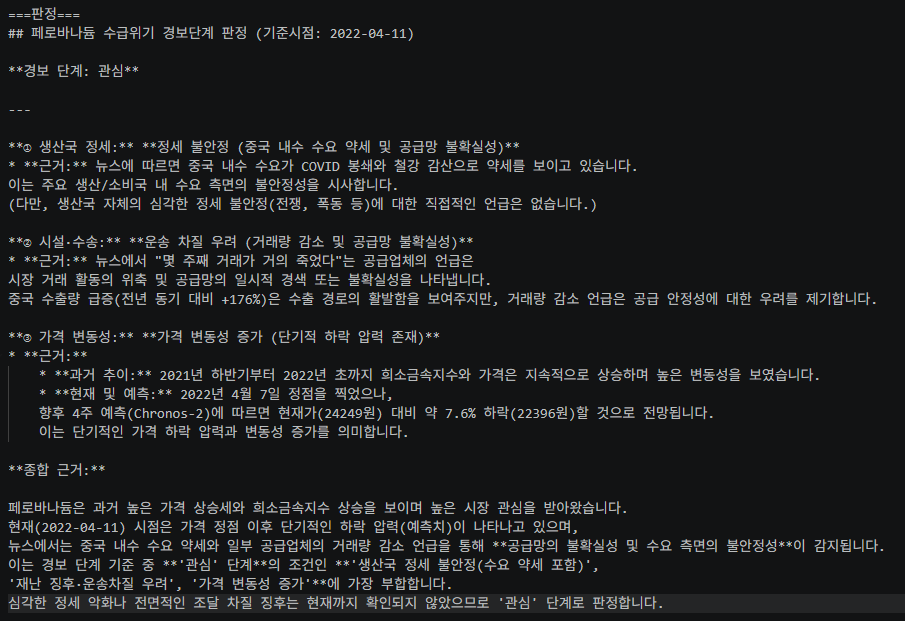 ===판정===
## 페로바나듐 수급위기 경보단계 판정 (기준시점: 2022-04-11)
**경보 단계: 관심**
---
**① 생산국 정세:** **정세 불안정 (중국 내수 수요 약세 및 공급망 불확실성)**
* **근거:** 뉴스에 따르면 중국 내수 수요가 COVID 봉쇄와 철강 감산으로 약세를 보이고 있습니다.
이는 주요 생산/소비국 내 수요 측면의 불안정성을 시사합니다.
(다만, 생산국 자체의 심각한 정세 불안정(전쟁, 폭동 등)에 대한 직접적인 언급은 없습니다.)
**② 시설·수송:** **운송 차질 우려 (거래량 감소 및 공급망 불확실성)**
* **근거:** 뉴스에서 "몇 주째 거래가 거의 죽었다"는 공급업체의 언급은
시장 거래 활동의 위축 및 공급망의 일시적 경색 또는 불확실성을 나타냅니다.
중국 수출량 급증(전년 동기 대비 +176%)은 수출 경로의 활발함을 보여주지만, 거래량 감소 언급은 공급 안정성에 대한 우려를 제기합니다.
**③ 가격 변동성:** **가격 변동성 증가 (단기적 하락 압력 존재)**
* **근거:**
* **과거 추이:** 2021년 하반기부터 2022년 초까지 희소금속지수와 가격은 지속적으로 상승하며 높은 변동성을 보였습니다.
* **현재 및 예측:** 2022년 4월 7일 정점을 찍었으나,
향후 4주 예측(Chronos-2)에 따르면 현재가(24249원) 대비 약 7.6% 하락(22396원)할 것으로 전망됩니다.
이는 단기적인 가격 하락 압력과 변동성 증가를 의미합니다.
**종합 근거:**
페로바나듐은 과거 높은 가격 상승세와 희소금속지수 상승을 보이며 높은 시장 관심을 받아왔습니다.
현재(2022-04-11) 시점은 가격 정점 이후 단기적인 하락 압력(예측치)이 나타나고 있으며,
뉴스에서는 중국 내수 수요 약세와 일부 공급업체의 거래량 감소 언급을 통해 **공급망의 불확실성 및 수요 측면의 불안정성**이 감지됩니다.
이는 경보 단계 기준 중 **'관심' 단계**의 조건인 **'생산국 정세 불안정(수요 약세 포함)',
'재난 징후·운송차질 우려', '가격 변동성 증가'**에 가장 부합합니다.
심각한 정세 악화나 전면적인 조달 차질 징후는 현재까지 확인되지 않았으므로 '관심' 단계로 판정합니다.